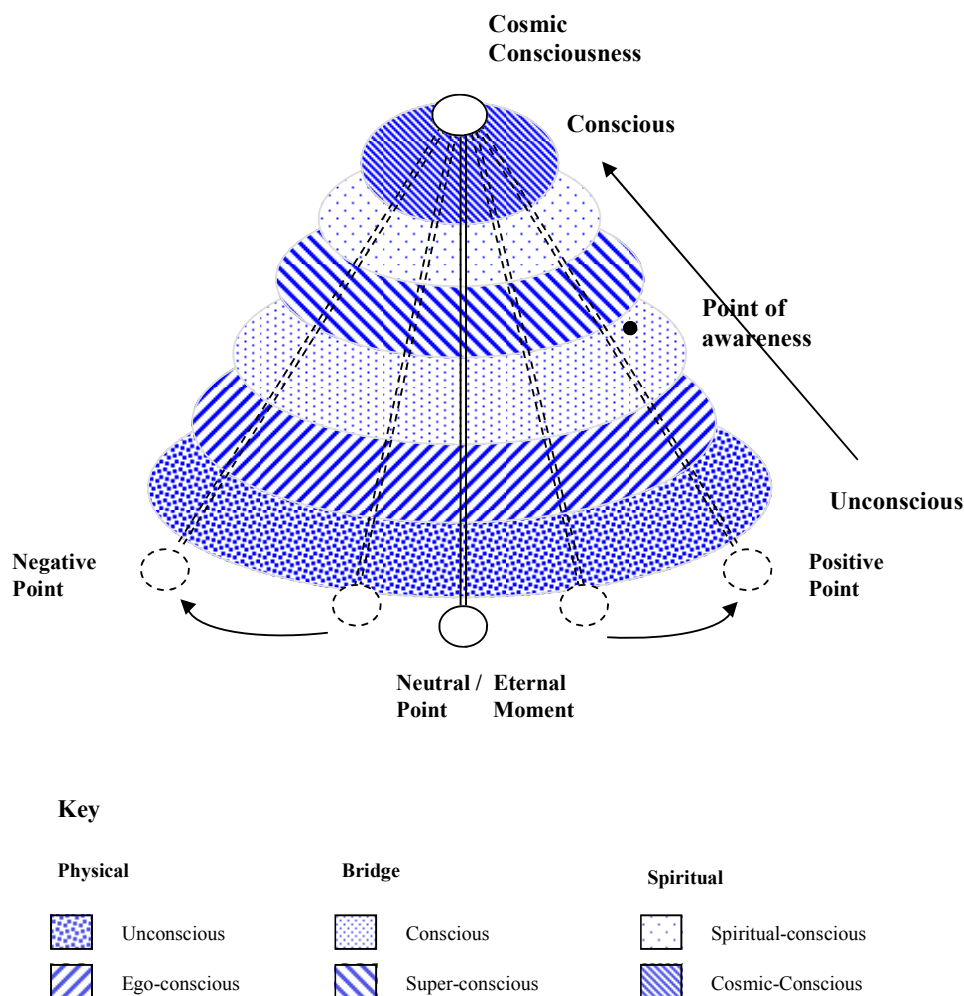 Cosmic
Consciousness
Conscious
Point of
awareness
Unconscious
Negative
Point
Positive
Point
Neutral / Eternal
Point Moment
Key
Physical Bridge Spiritual
Unconscious Conscious Spiritual-conscious
Ego-conscious Super-conscious Cosmic-Conscious